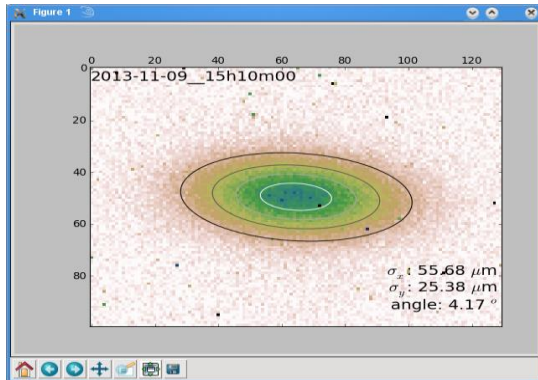 Figure 1
0 20 40 60 80 100 120
0
2013-11-09__15h10m00
20
40
60
80
σx: 55.68 μm
σy: 25.38 μm
angle: 4.17 °